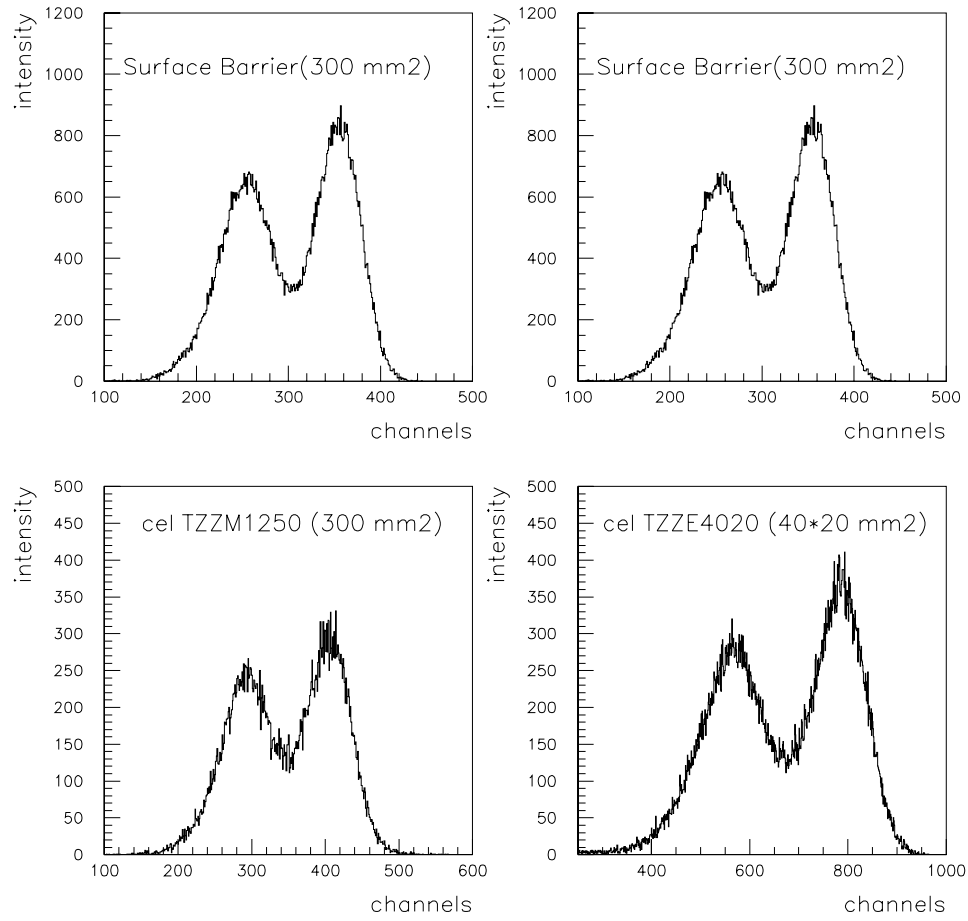 intensity
1200
1000
800
600
400
200
0
Surface Barrier(300 mm2)
100 200 300 400 500
channels
intensity
1200
1000
800
600
400
200
0
Surface Barrier(300 mm2)
100 200 300 400 500
channels
intensity
500
450
400
350
300
250
200
150
100
50
0
cel TZZM1250 (300 mm2)
100 200 300 400 500 600
channels
intensity
500
450
400
350
300
250
200
150
100
50
0
cel TZZE4020 (40*20 mm2)
400 600 800 1000
channels